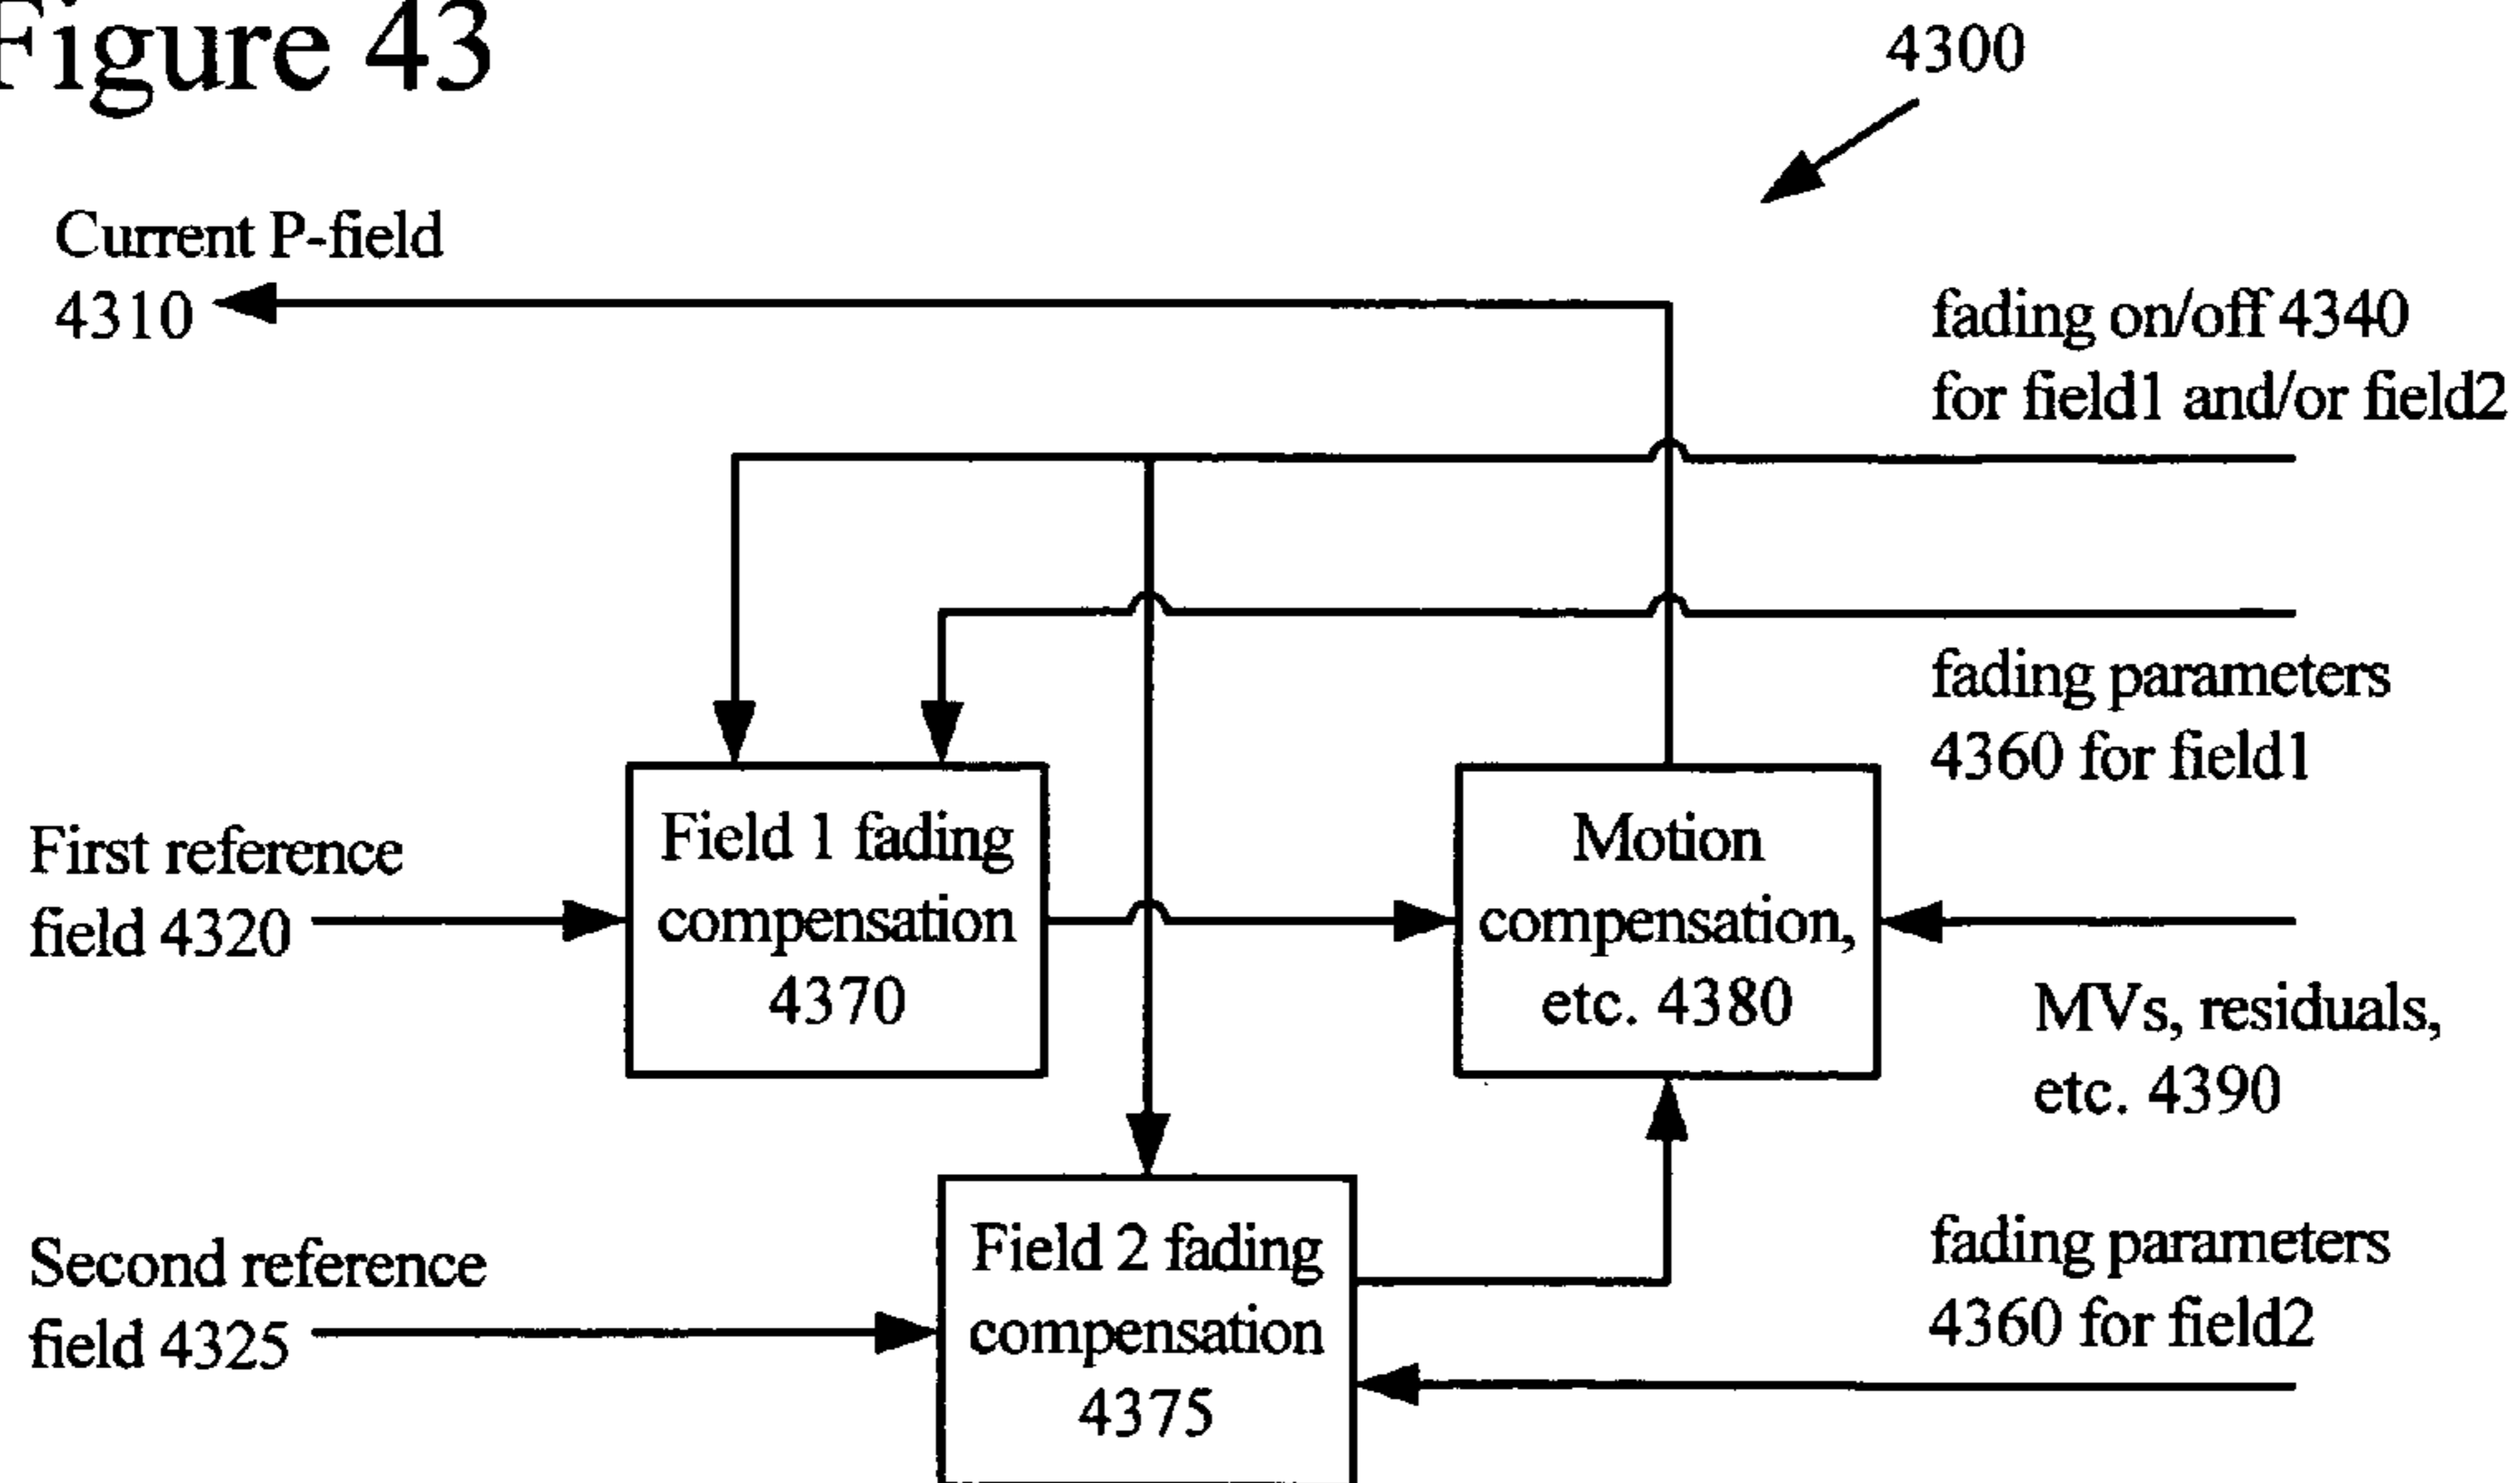 Figure 43
4300
Current P-field
4310
fading on/off 4340
for field1 and/or field2
fading parameters
4360 for field1
First reference
field 4320
Field 1 fading
compensation
4370
Motion
compensation,
etc. 4380
MVs, residuals,
etc. 4390
Second reference
field 4325
Field 2 fading
compensation
4375
fading parameters
4360 for field2